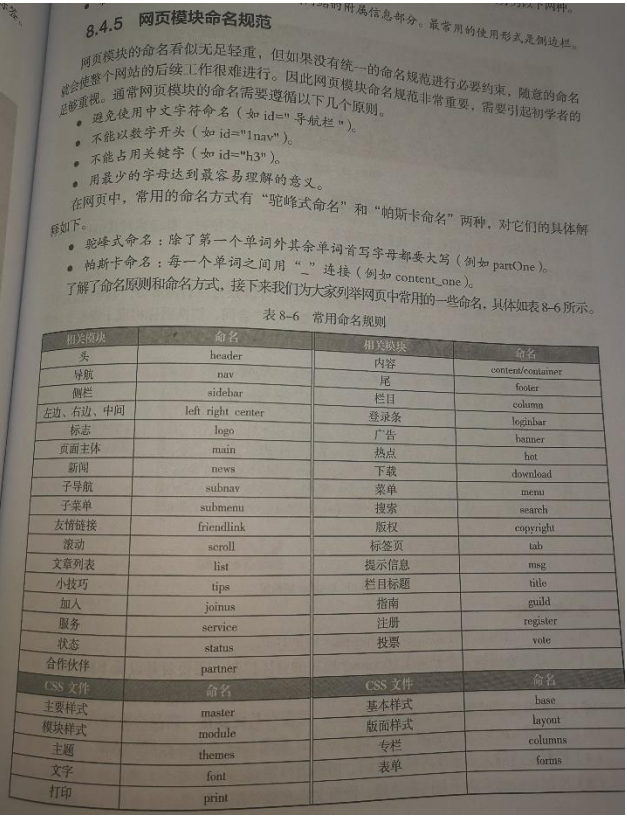 的附属信息部分。最常用的使用形式是侧边栏。
8.4.5 网页模块命名规范
网页模块的命名看似无足轻重，但如果没有统一的命名规范进行必要约束，随意的命名
就会使整个网站的后续工作很难进行。因此网页模块命名规范非常重要，需要引起初学者的
足够重视。通常网页模块的命名需要遵循以下几个原则。
● 避免使用中文字符命名（如 id="导航栏"）。
● 不能以数字开头（如 id="1nav"）。
● 不能占用关键字（如 id="h3"）。
● 用最少的字母达到最容易理解的意义。
在网页中，常用的命名方式有“驼峰式命名”和“帕斯卡命名”两种，对它们的具体解
释如下。
● 驼峰式命名：除了第一个单词外其余单词首写字母都要大写（例如 partOne）。
● 帕斯卡命名：每一个单词之间用“_”连接（例如 content_one）。
了解了命名原则和命名方式，接下来我们为大家列举网页中常用的一些命名，具体如表 8-6 所示。
表 8-6 常用命名规则
相关模块 命名 相关模块 命名
头 header 内容 content/container
导航 nav 尾 footer
侧栏 sidebar 栏目 column
左边、右边、中间 left right center 登录条 loginbar
标志 logo 广告 banner
页面主体 main 热点 hot
新闻 news 下载 download
子导航 subnav 菜单 menu
子菜单 submenu 搜索 search
友情链接 friendlink 版权 copyright
滚动 scroll 标签页 tab
文章列表 list 提示信息 msg
小技巧 tips 栏目标题 title
加入 joinus 指南 guild
服务 service 注册 register
状态 status 投票 vote
合作伙伴 partner
CSS 文件 命名 CSS 文件 命名
主要样式 master 基本样式 base
模块样式 module 版面样式 layout
主题 themes 专栏 columns
文字 font 表单 forms
打印 print